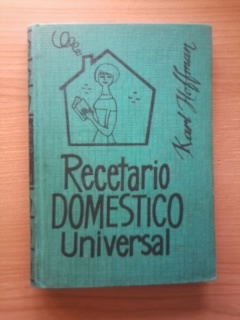 Karl Hoffman
Recetario
DOMESTICO
Universal